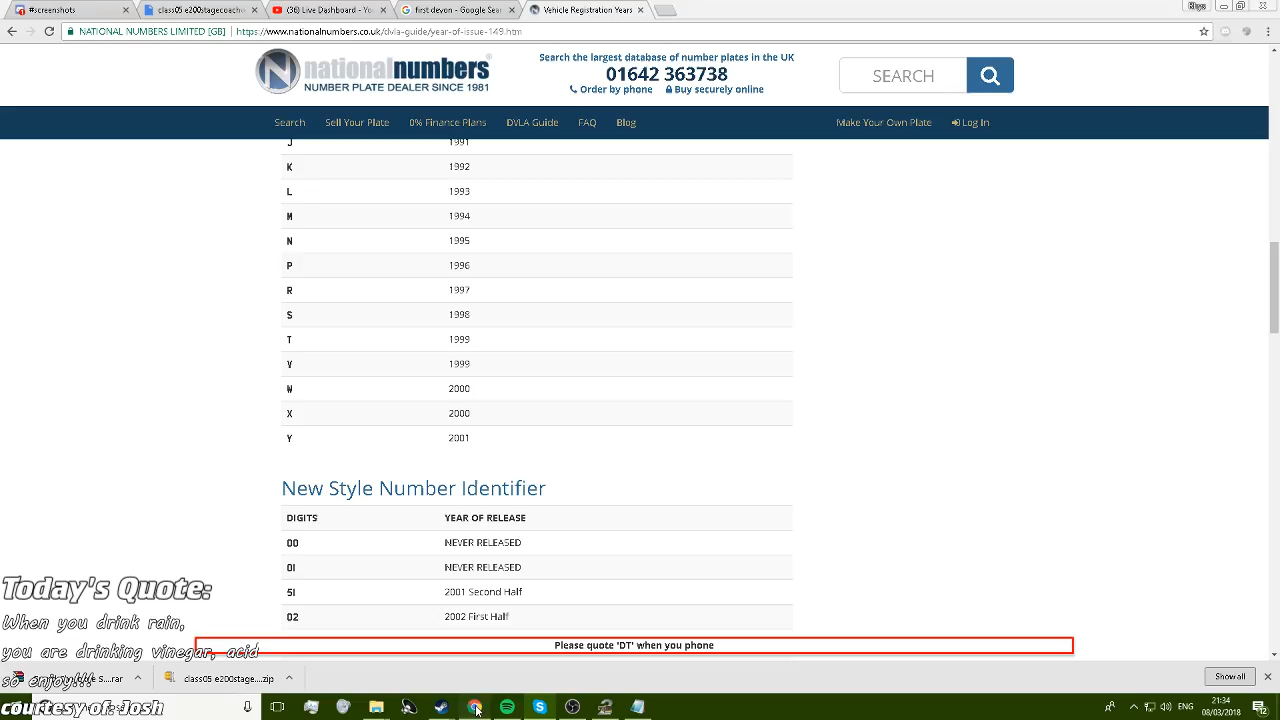 #screenshots
class05 e200stagecoach
(36) Live Dashboard - Yo
first devon - Google Sear
Vehicle Registration Years
NATIONAL NUMBERS LIMITED [GB]
https://www.nationalnumbers.co.uk/dvla-guide/year-of-issue-149.htm
nationalnumbers
NUMBER PLATE DEALER SINCE 1981
Search the largest database of number plates in the UK
01642 363738
Order by phone Buy securely online
SEARCH
Search Sell Your Plate 0% Finance Plans DVLA Guide FAQ Blog Make Your Own Plate Log In
J 1991
K 1992
L 1993
M 1994
N 1995
P 1996
R 1997
S 1998
T 1999
V 1999
W 2000
X 2000
Y 2001
New Style Number Identifier
DIGITS YEAR OF RELEASE
00 NEVER RELEASED
01 NEVER RELEASED
51 2001 Second Half
02 2002 First Half
Please quote 'DT' when you phone
Today's Quote:
When you drink rain,
you are drinking vinegar, acid
so enjoy!!!
courtesy of: Josh
s....rar
class05 e200stage....zip
Show all
ENG
21:34
08/03/2018
12